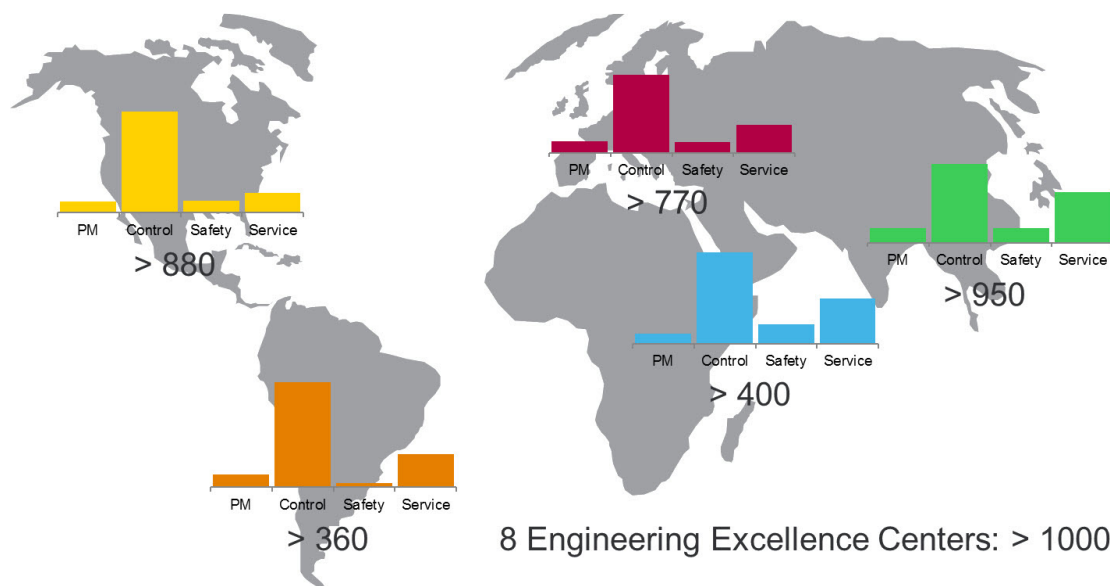 PM Control Safety Service
> 770
PM Control Safety Service
> 880
PM Control Safety Service
> 950
PM Control Safety Service
> 400
PM Control Safety Service
> 360
8 Engineering Excellence Centers: > 1000